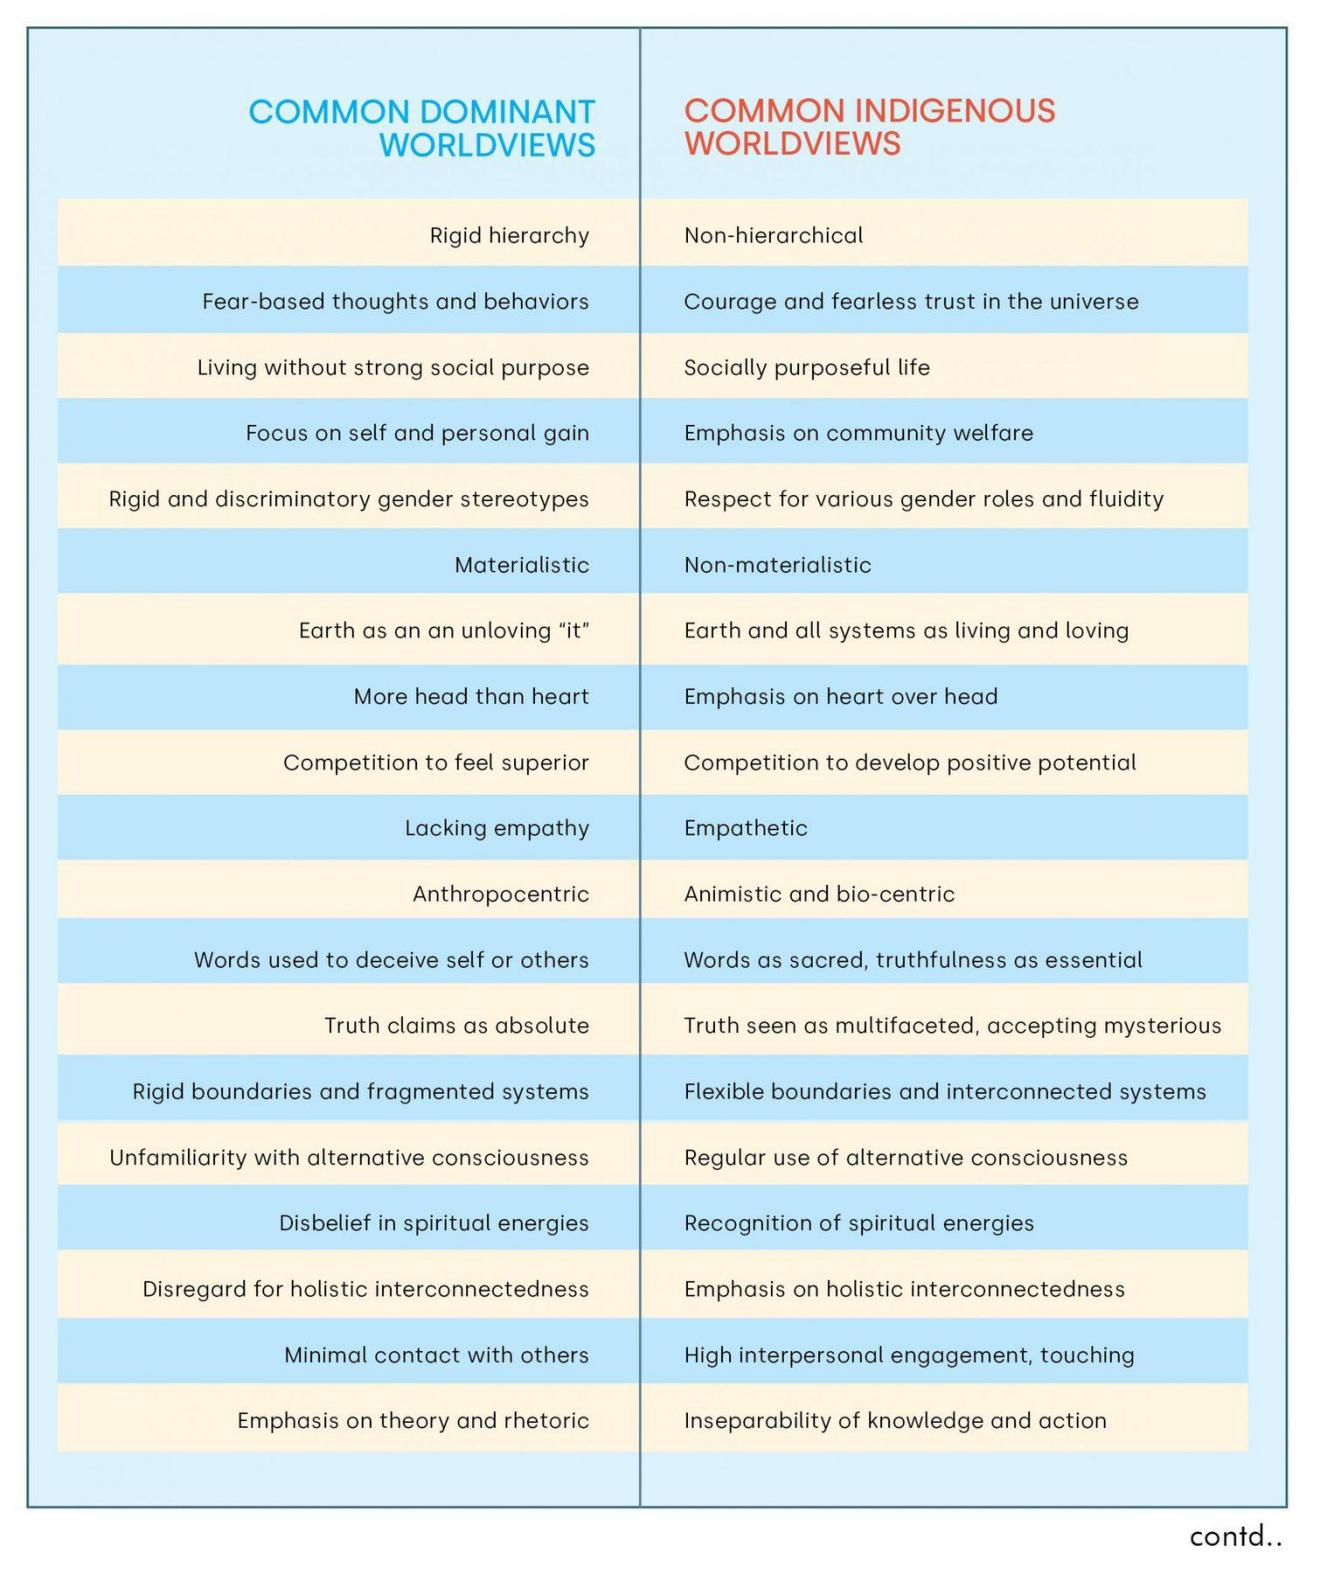 COMMON DOMINANT
WORLDVIEWS
COMMON INDIGENOUS
WORLDVIEWS
Rigid hierarchy
Non-hierarchical
Fear-based thoughts and behaviors
Courage and fearless trust in the universe
Living without strong social purpose
Socially purposeful life
Focus on self and personal gain
Emphasis on community welfare
Rigid and discriminatory gender stereotypes
Respect for various gender roles and fluidity
Materialistic
Non-materialistic
Earth as an an unloving “it”
Earth and all systems as living and loving
More head than heart
Emphasis on heart over head
Competition to feel superior
Competition to develop positive potential
Lacking empathy
Empathetic
Anthropocentric
Animistic and bio-centric
Words used to deceive self or others
Words as sacred, truthfulness as essential
Truth claims as absolute
Truth seen as multifaceted, accepting mysterious
Rigid boundaries and fragmented systems
Flexible boundaries and interconnected systems
Unfamiliarity with alternative consciousness
Regular use of alternative consciousness
Disbelief in spiritual energies
Recognition of spiritual energies
Disregard for holistic interconnectedness
Emphasis on holistic interconnectedness
Minimal contact with others
High interpersonal engagement, touching
Emphasis on theory and rhetoric
Inseparability of knowledge and action
contd..